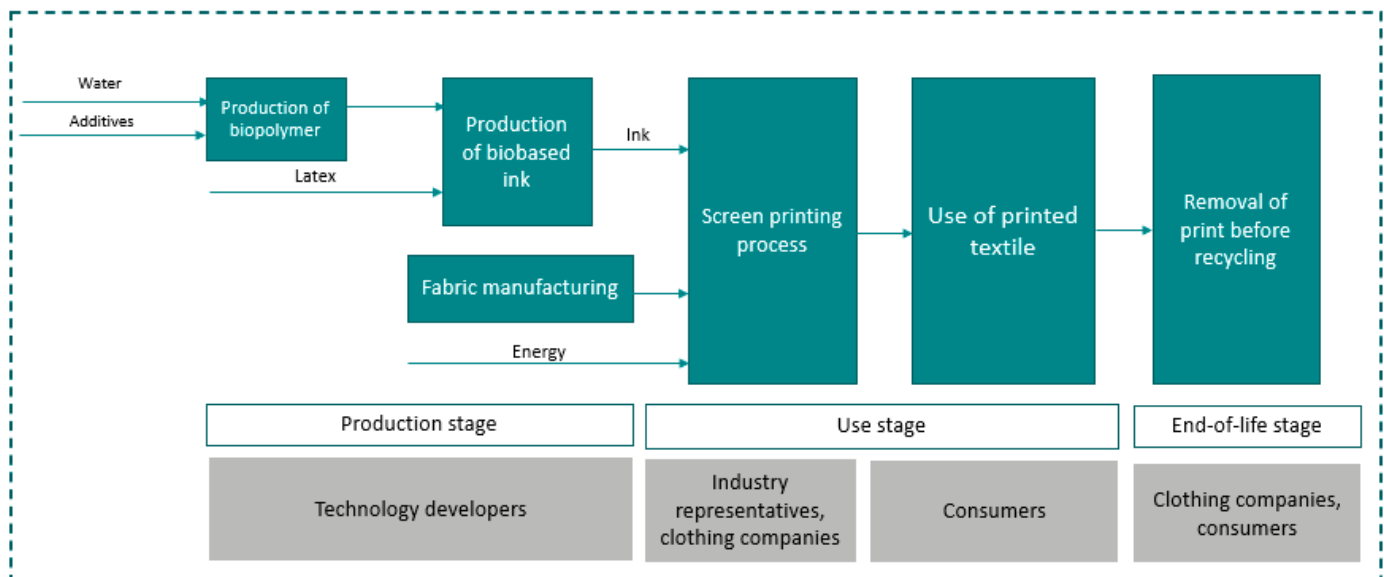 Water
Additives
Production of
biopolymer
Latex
Production
of biobased
ink
Ink
Fabric manufacturing
Energy
Screen printing
process
Use of printed
textile
Removal of
print before
recycling
Production stage
Use stage
End-of-life stage
Technology developers
Industry
representatives,
clothing companies
Consumers
Clothing companies,
consumers